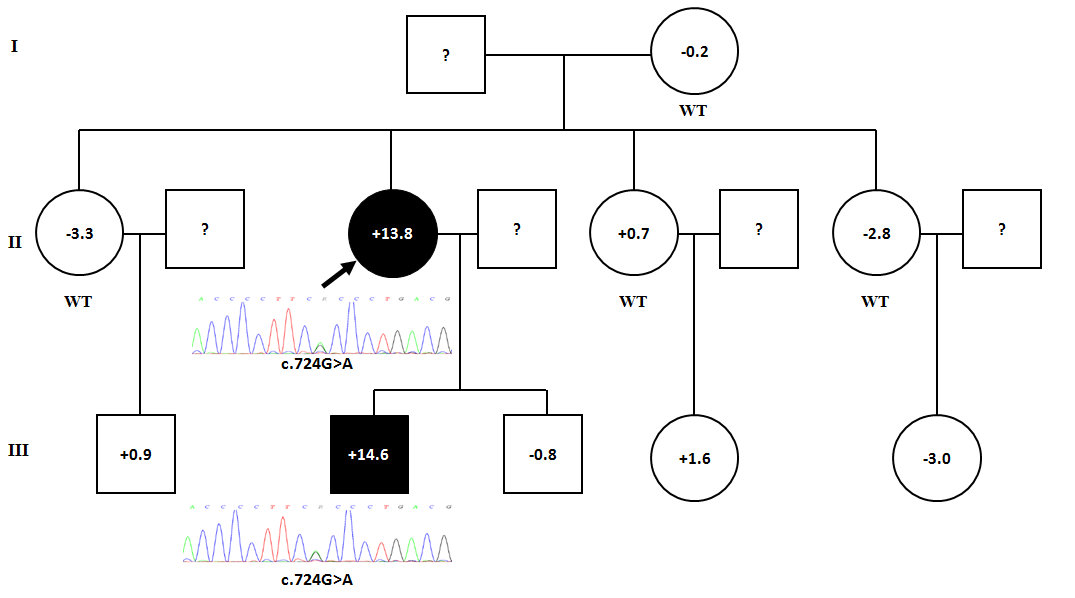 I
?
-0.2
WT
II
-3.3
?
+13.8
?
+0.7
?
-2.8
?
WT
WT
WT
A C C C C T T C
C C C T G A C G
c.724G>A
III
+0.9
+14.6
-0.8
+1.6
-3.0
A C C C C T T C
C C C T G A C G
c.724G>A